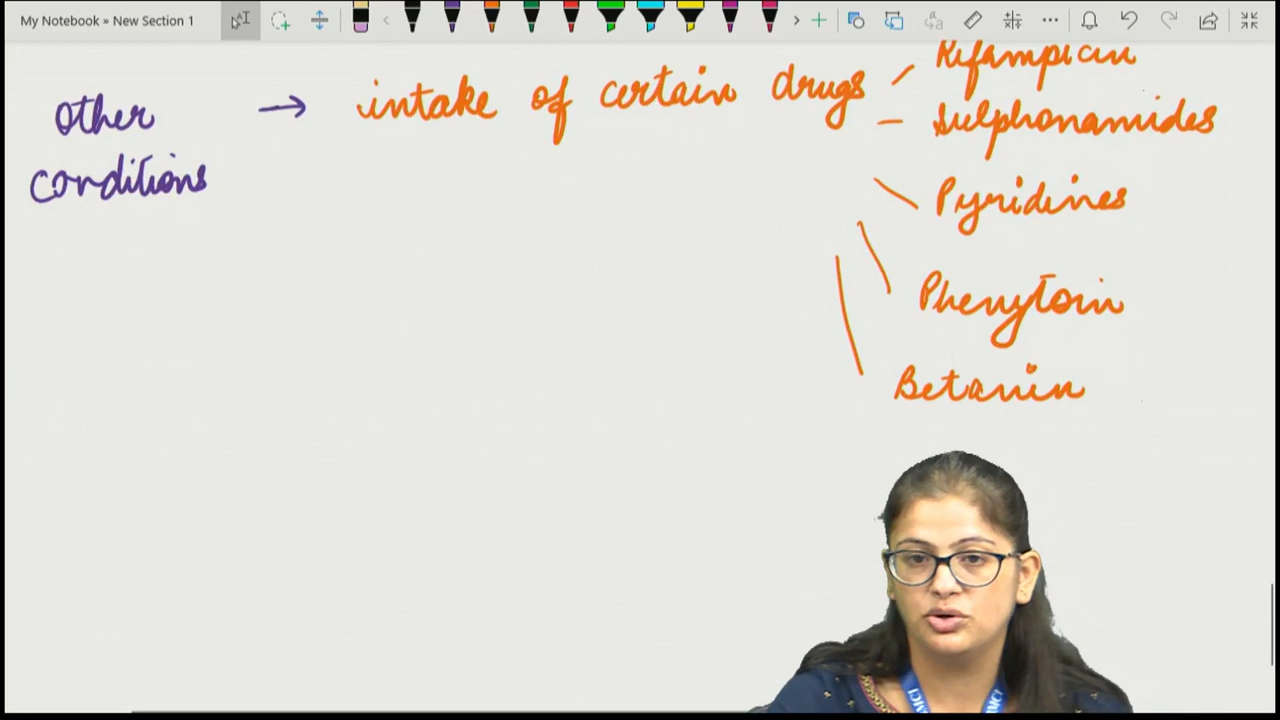 My Notebook » New Section 1
Rifampicin
other → intake of certain drugs
Sulphonamides
conditions
Pyridines
Phenytoin
Betanin